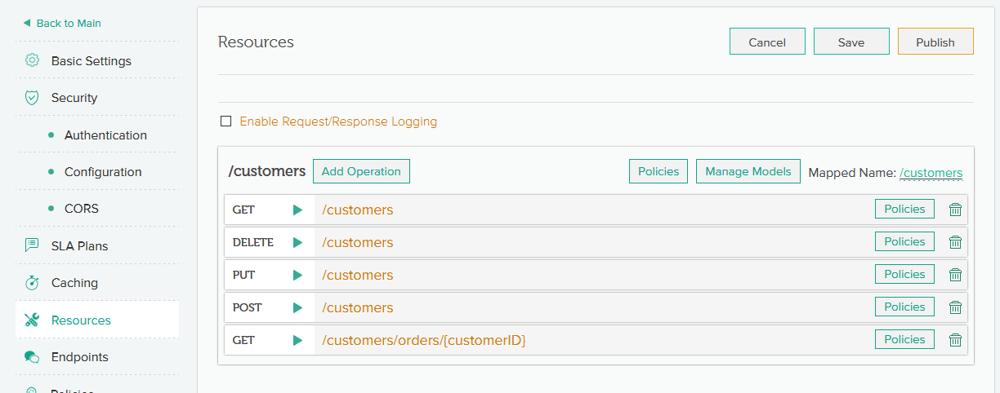 Back to Main
Basic Settings
Security
Authentication
Configuration
CORS
SLA Plans
Caching
Resources
Endpoints
Policies
Resources
Cancel Save Publish
Enable Request/Response Logging
/customers Add Operation Policies Manage Models Mapped Name: /customers
GET /customers Policies
DELETE /customers Policies
PUT /customers Policies
POST /customers Policies
GET /customers/orders/{customerID} Policies